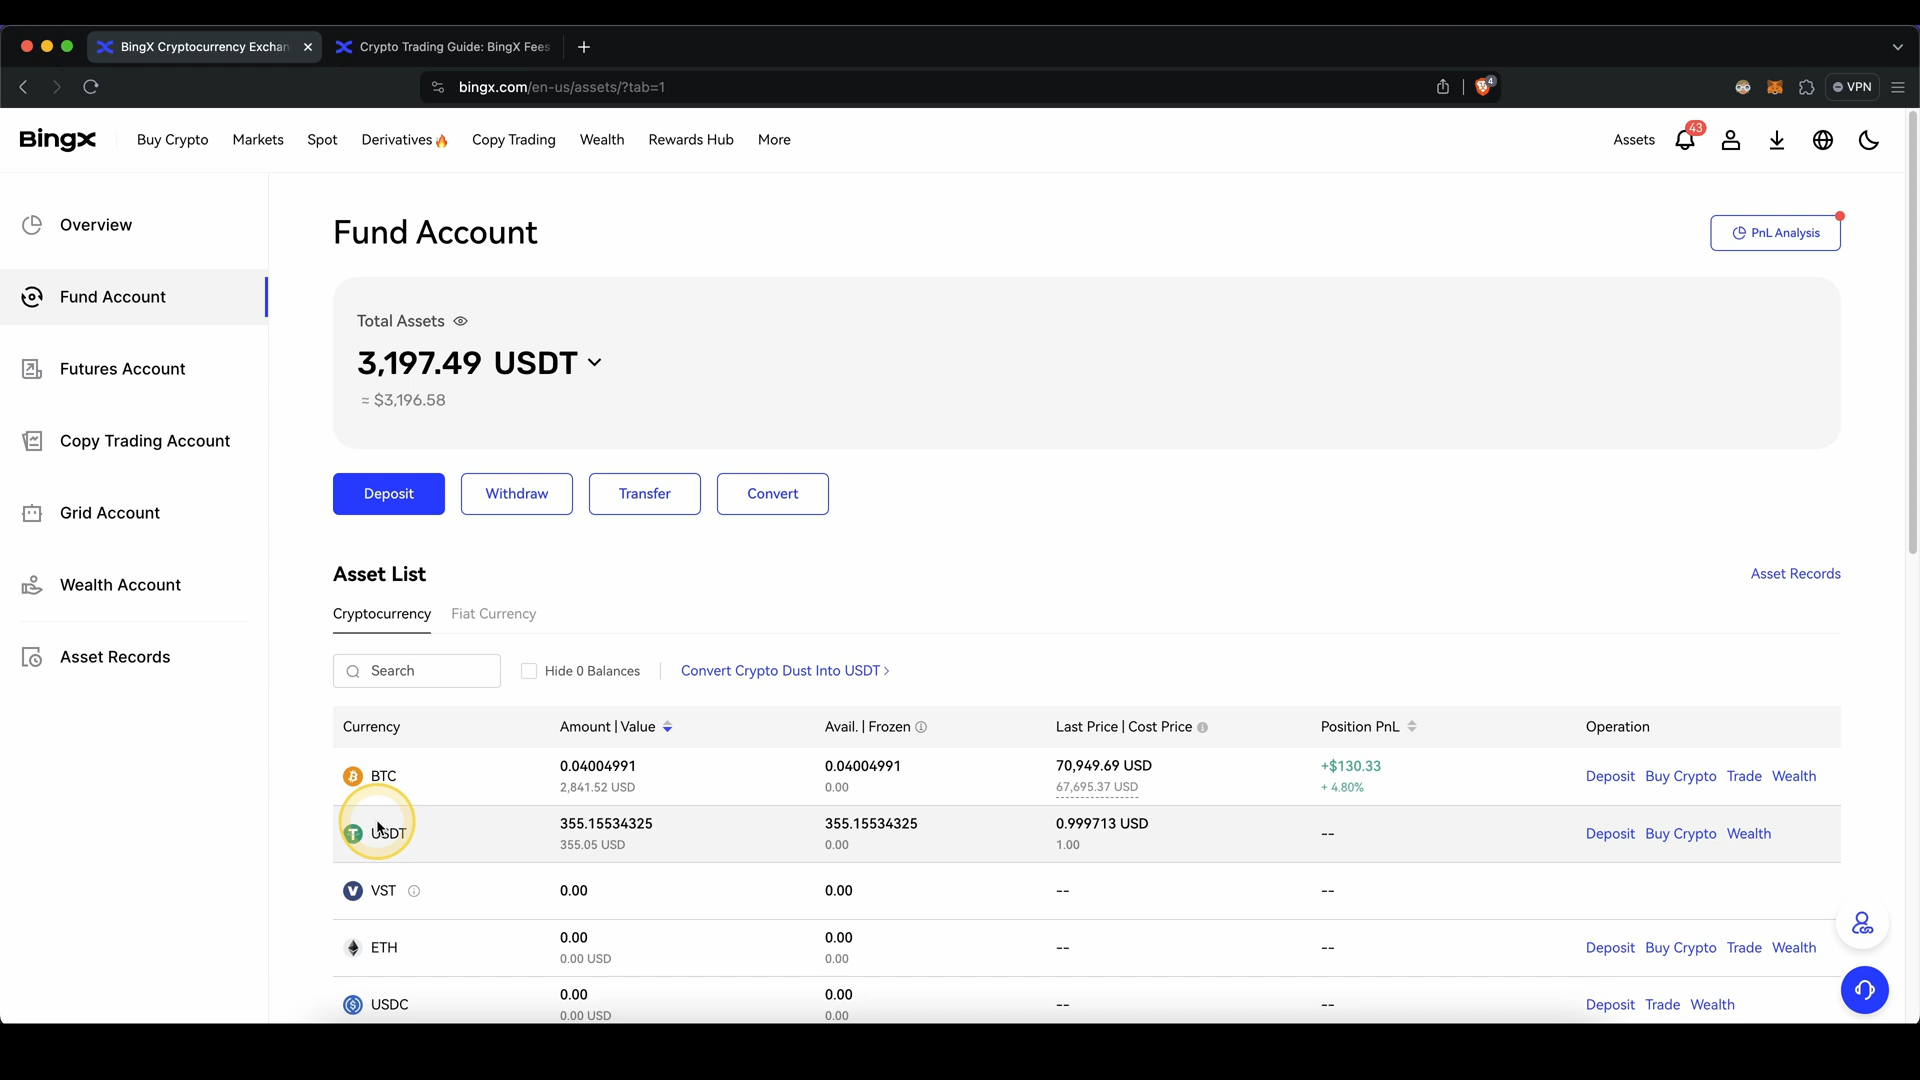 BingX Cryptocurrency Exchan
Crypto Trading Guide: BingX Fees
bingx.com/en-us/assets/?tab=1
4
VPN
BingX
Buy Crypto
Markets
Spot
Derivatives
Copy Trading
Wealth
Rewards Hub
More
Assets
43
Overview
Fund Account
Futures Account
Copy Trading Account
Grid Account
Wealth Account
Asset Records
Fund Account
PnL Analysis
Total Assets
3,197.49 USDT
≈ $3,196.58
Deposit
Withdraw
Transfer
Convert
Asset List
Asset Records
Cryptocurrency
Fiat Currency
Search
Hide 0 Balances
Convert Crypto Dust Into USDT >
Currency
Amount | Value
Avail. | Frozen
Last Price | Cost Price
Position PnL
Operation
BTC
0.04004991
2,841.52 USD
0.04004991
0.00
70,949.69 USD
67,695.37 USD
+$130.33
+ 4.80%
Deposit Buy Crypto Trade Wealth
USDT
355.15534325
355.05 USD
355.15534325
0.00
0.999713 USD
1.00
--
Deposit Buy Crypto Wealth
VST
0.00
0.00
--
--
ETH
0.00
0.00 USD
0.00
0.00
--
--
Deposit Buy Crypto Trade Wealth
USDC
0.00
0.00 USD
0.00
0.00
--
--
Deposit Trade Wealth